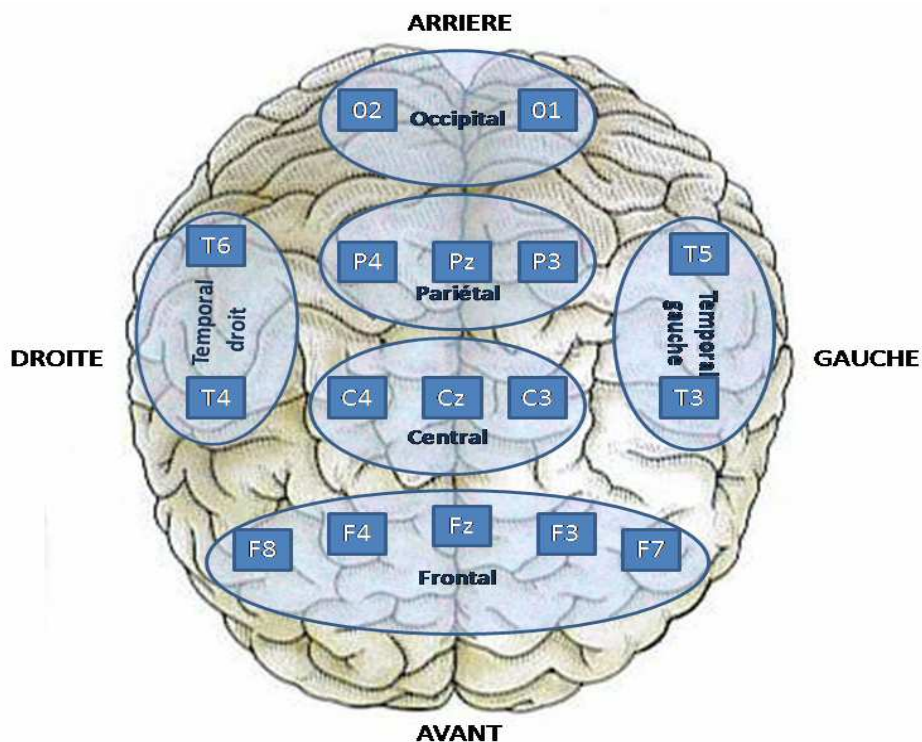 ARRIERE
O2
O1
Occipital
T6
P4
Pz
P3
T5
Pariétal
Temporal
droit
Temporal
gauche
DROITE
GAUCHE
T4
C4
Cz
C3
T3
Central
F8
F4
Fz
F3
F7
Frontal
AVANT